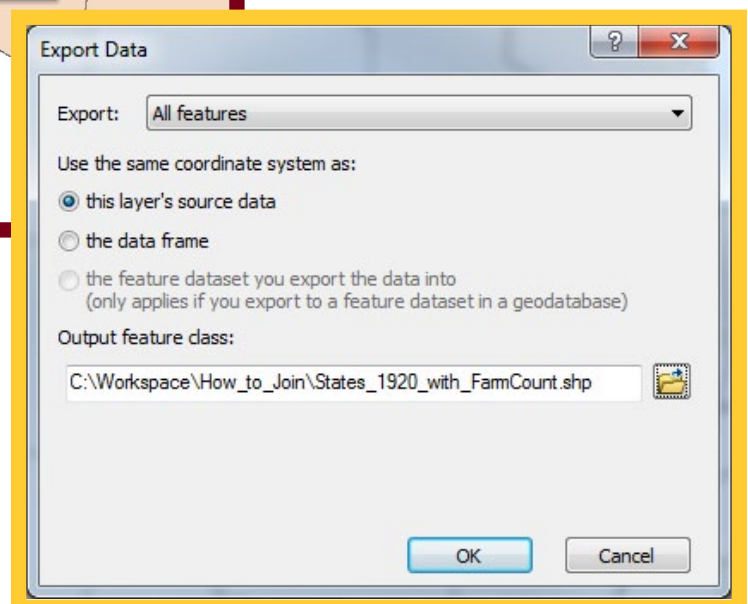 Export Data
Export: All features
Use the same coordinate system as:
this layer's source data
the data frame
the feature dataset you export the data into
(only applies if you export to a feature dataset in a geodatabase)
Output feature class:
C:\Workspace\How_to_Join\States_1920_with_FarmCount.shp
OK Cancel